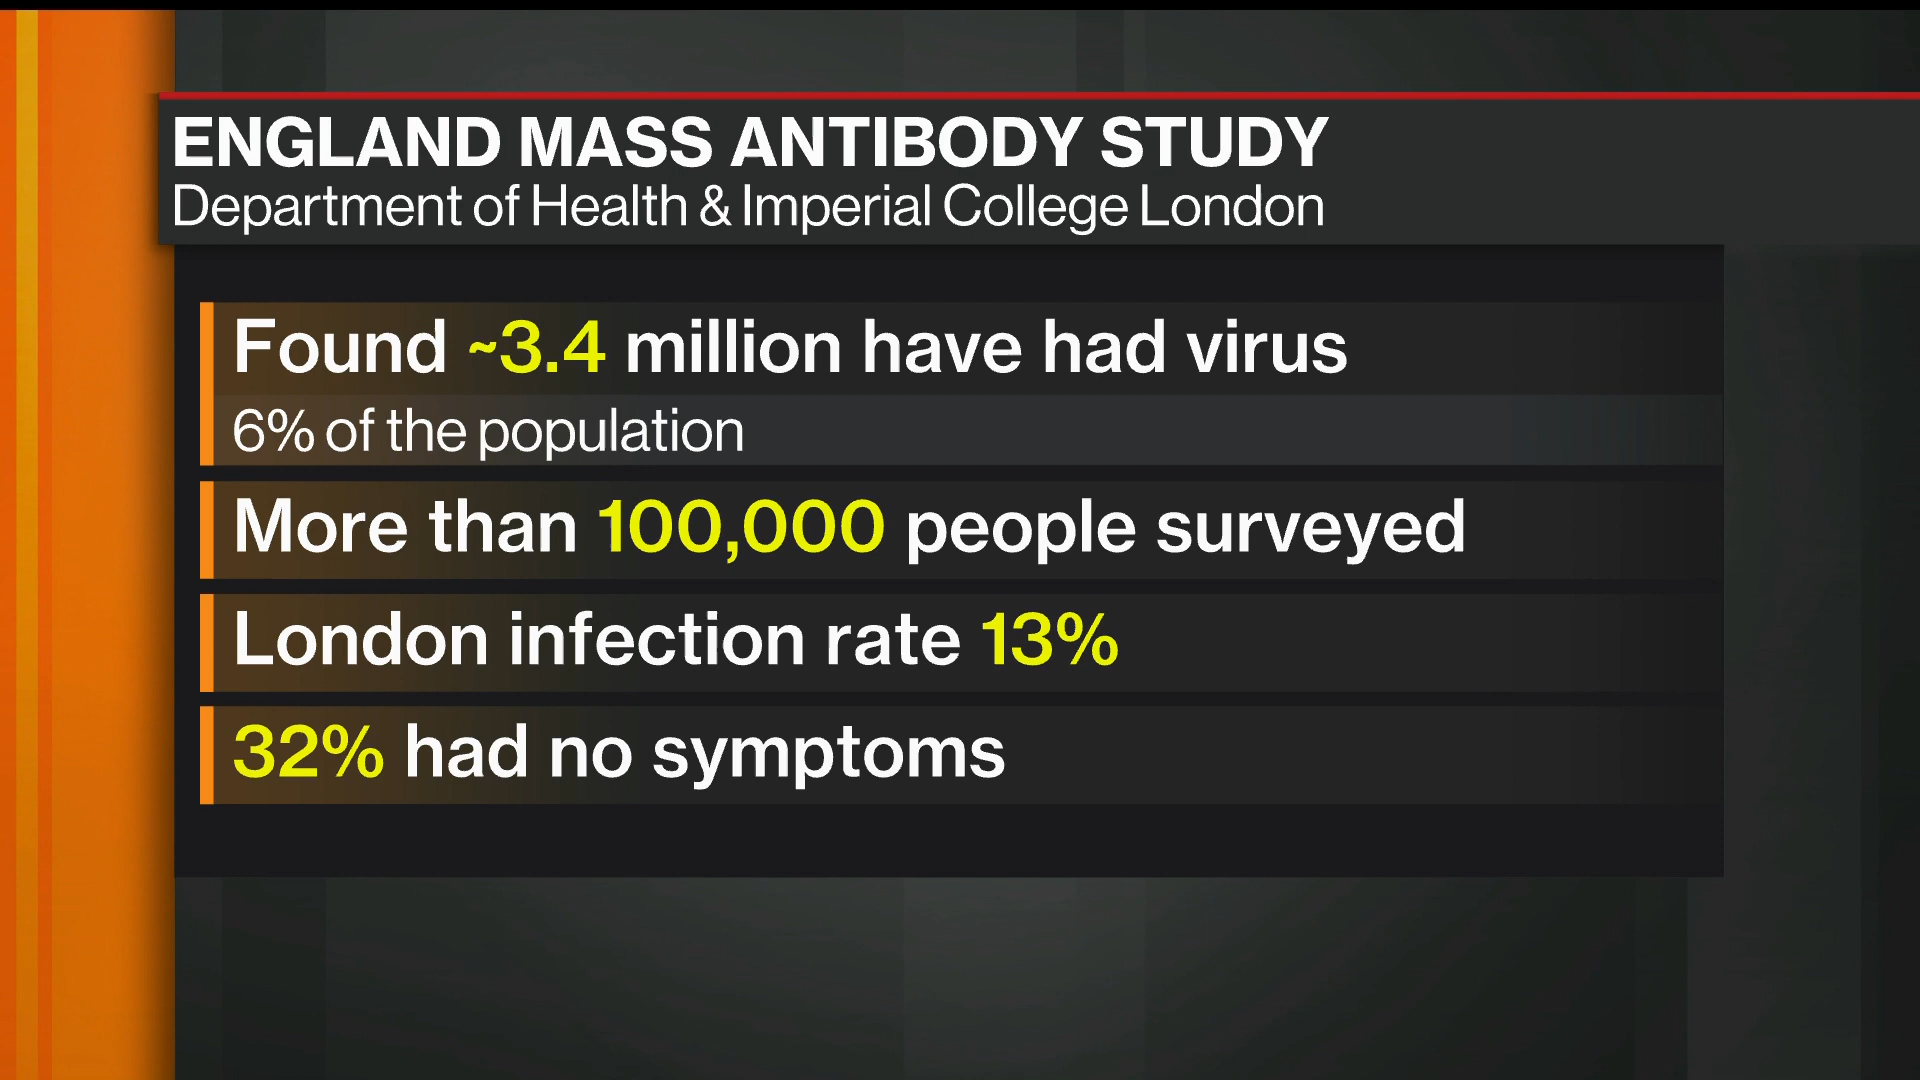 ENGLAND MASS ANTIBODY STUDY
Department of Health & Imperial College London
Found ~3.4 million have had virus
6% of the population
More than 100,000 people surveyed
London infection rate 13%
32% had no symptoms